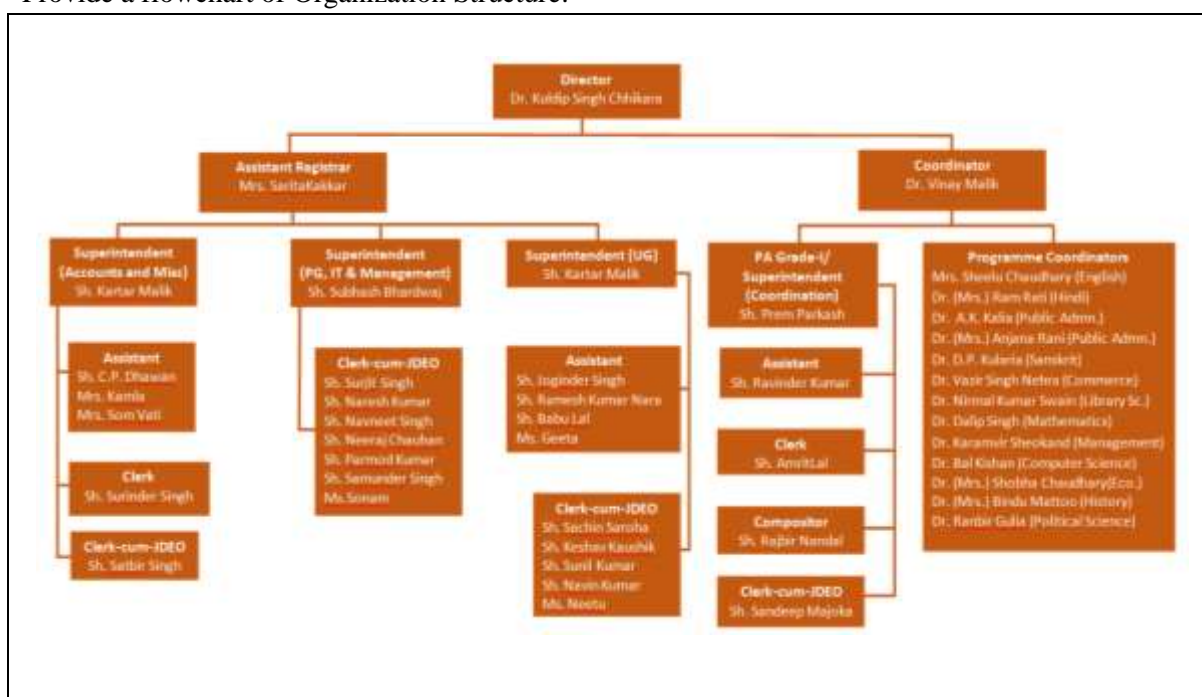 Provide a flowchart of Organization Structure.
Director
Dr. Kuldip Singh Chhikara
Assistant Registrar
Mrs. SaritaKakkar
Coordinator
Dr. Vinay Malik
Superintendent
(Accounts and Misc)
Sh. Kartar Malik
Superintendent
(PG, IT & Management)
Sh. Subhash Bhardwaj
Superintendent (UG)
Sh. Kartar Malik
PA Grade-I/
Superintendent
(Coordination)
Sh. Prem Parkash
Programme Coordinators
Mrs. Sheelu Chaudhary (English)
Dr. (Mrs.) Ram Rati (Hindi)
Dr. A.K. Kalia (Public Admn.)
Dr. (Mrs.) Anjana Rani (Public Admn.)
Dr. D.P. (Sanskrit)
Dr. Vazir Singh Nehra (Commerce)
Dr. Nirmal Kumar Swain (Library Sc.)
Dr. Dalip Singh (Mathematics)
Dr. Karamvir Sheokand (Management)
Dr. Bal Kishan (Computer Science)
Dr. (Mrs.) Shobha Chaudhary(Eco.)
Dr. (Mrs.) Bindu Mattoo (History)
Dr. Ranbir Gulia (Political Science)
Assistant
Sh. C.P. Dhawan
Mrs. Kamla
Mrs. Som Vati
Clerk
Sh. Surinder Singh
Clerk-cum-JDEO
Sh. Satbir Singh
Clerk-cum-JDEO
Sh. Surjit Singh
Sh. Naresh Kumar
Sh. Navneet Singh
Sh. Neeraj Chauhan
Sh. Parmod Kumar
Sh. Samunder Singh
Ms.Sonam
Assistant
Sh. Joginder Singh
Sh. Ramesh Kumar Nara
Sh. Babu Lal
Ms. Geeta
Clerk-cum-JDEO
Sh. Sachin Saroha
Sh. Keshav Kaushik
Sh. Sunil Kumar
Sh. Navin Kumar
Ms. Neetu
Assistant
Sh. Ravinder Kumar
Clerk
Sh. AmritLal
Compositor
Sh. Rajbir Nandal
Clerk-cum-JDEO
Sh. Sandeep Majoka